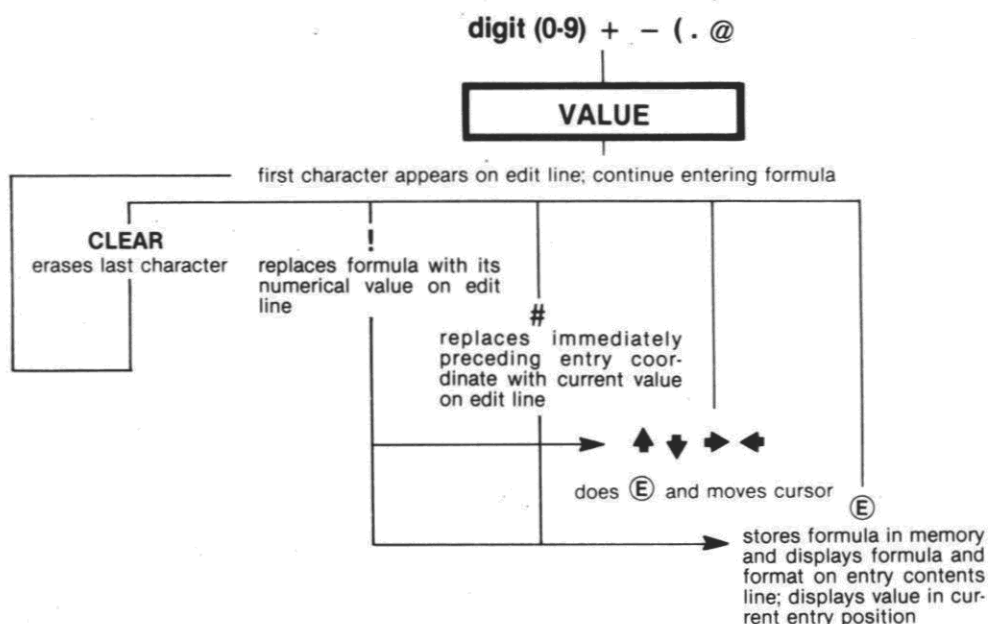 digit (0-9) + - ( . @
VALUE
first character appears on edit line; continue entering formula
CLEAR
erases last character
!
replaces formula with its
numerical value on edit
line
#
replaces immediately
preceding entry coor-
dinate with current value
on edit line
does Ⓔ and moves cursor
Ⓔ
stores formula in memory
and displays formula and
format on entry contents
line; displays value in cur-
rent entry position